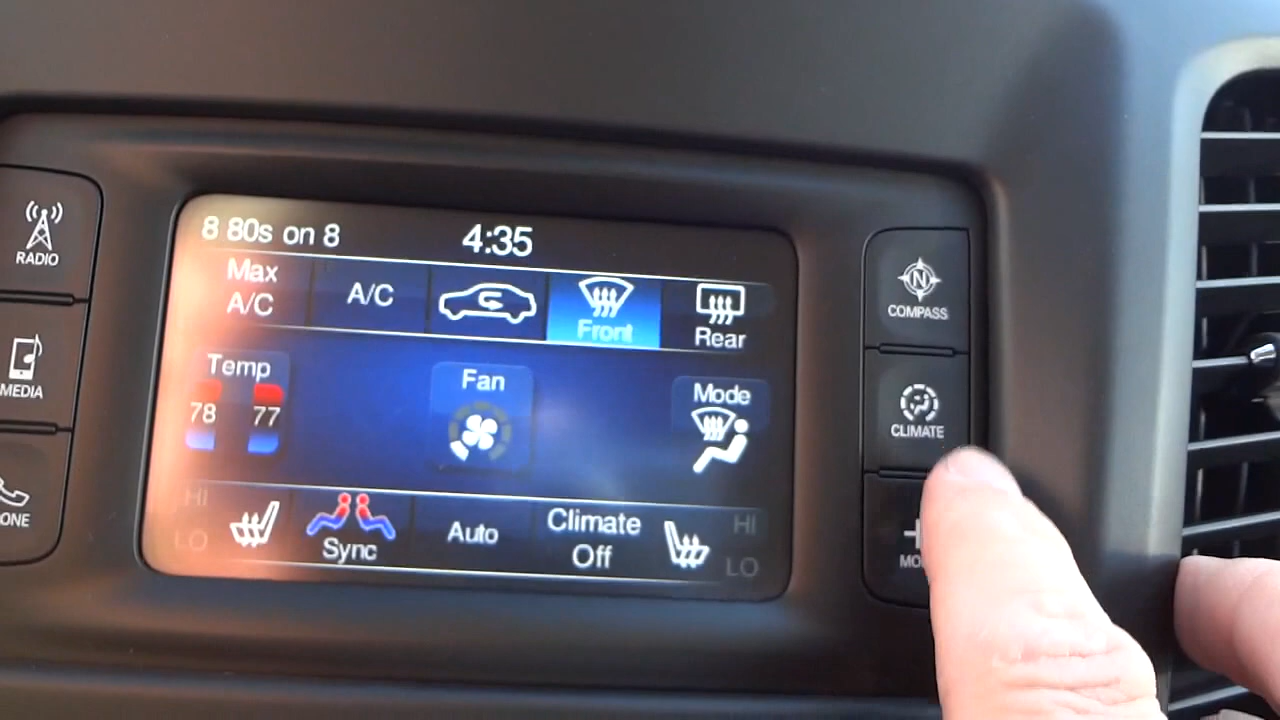 8 80s on 8
4:35
RADIO
Max
A/C
A/C
Front
Rear
N
COMPASS
MEDIA
Temp
78
77
Fan
Mode
CLIMATE
HI
LO
Sync
Auto
Climate
Off
HI
LO